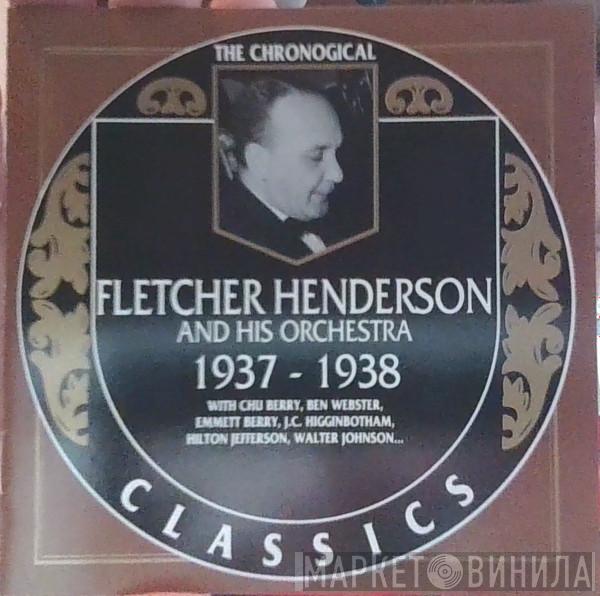 THE CHRONOGICAL
FLETCHER HENDERSON
AND HIS ORCHESTRA
1937 - 1938
WITH CHU BERRY, BEN WEBSTER,
EMMETT BERRY, J.C. HIGGINBOTHAM,
HILTON JEFFERSON, WALTER JOHNSON...
CLASSICS
МАРКЕТ ВИНИЛА